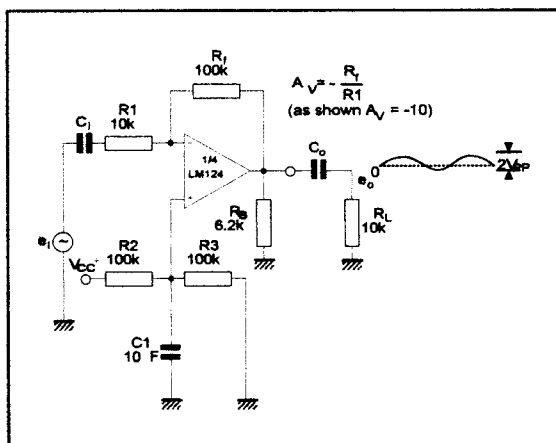 Rf
100k
AV = - Rf
R1
(as shown AV = -10)
CI
R1
10k
1/4
LM124
Co
0
eo
2VPP
RB
6.2k
RL
10k
eI
VCC+
R2
100k
R3
100k
C1
10 F